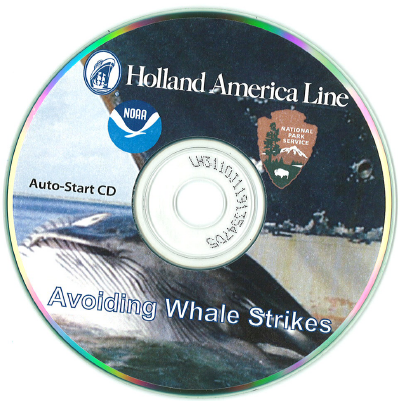 Holland America Line
NOAA
NATIONAL
PARK
SERVICE
Auto-Start CD
Avoiding Whale Strikes